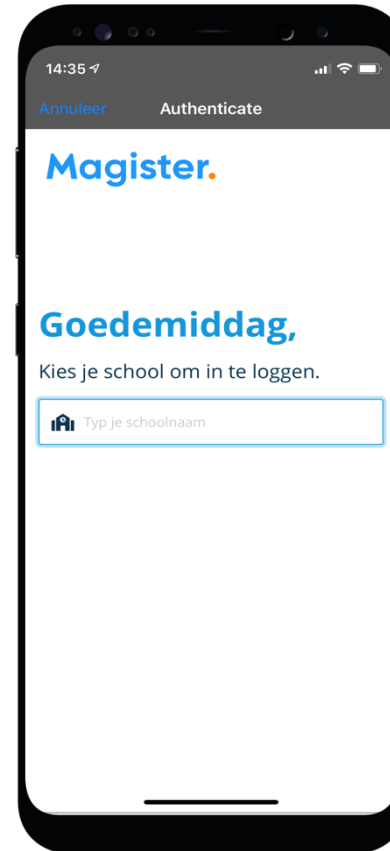 14:35
Annuleer Authenticate
Magister.
Goedemiddag,
Kies je school om in te loggen.
Typ je schoolnaam